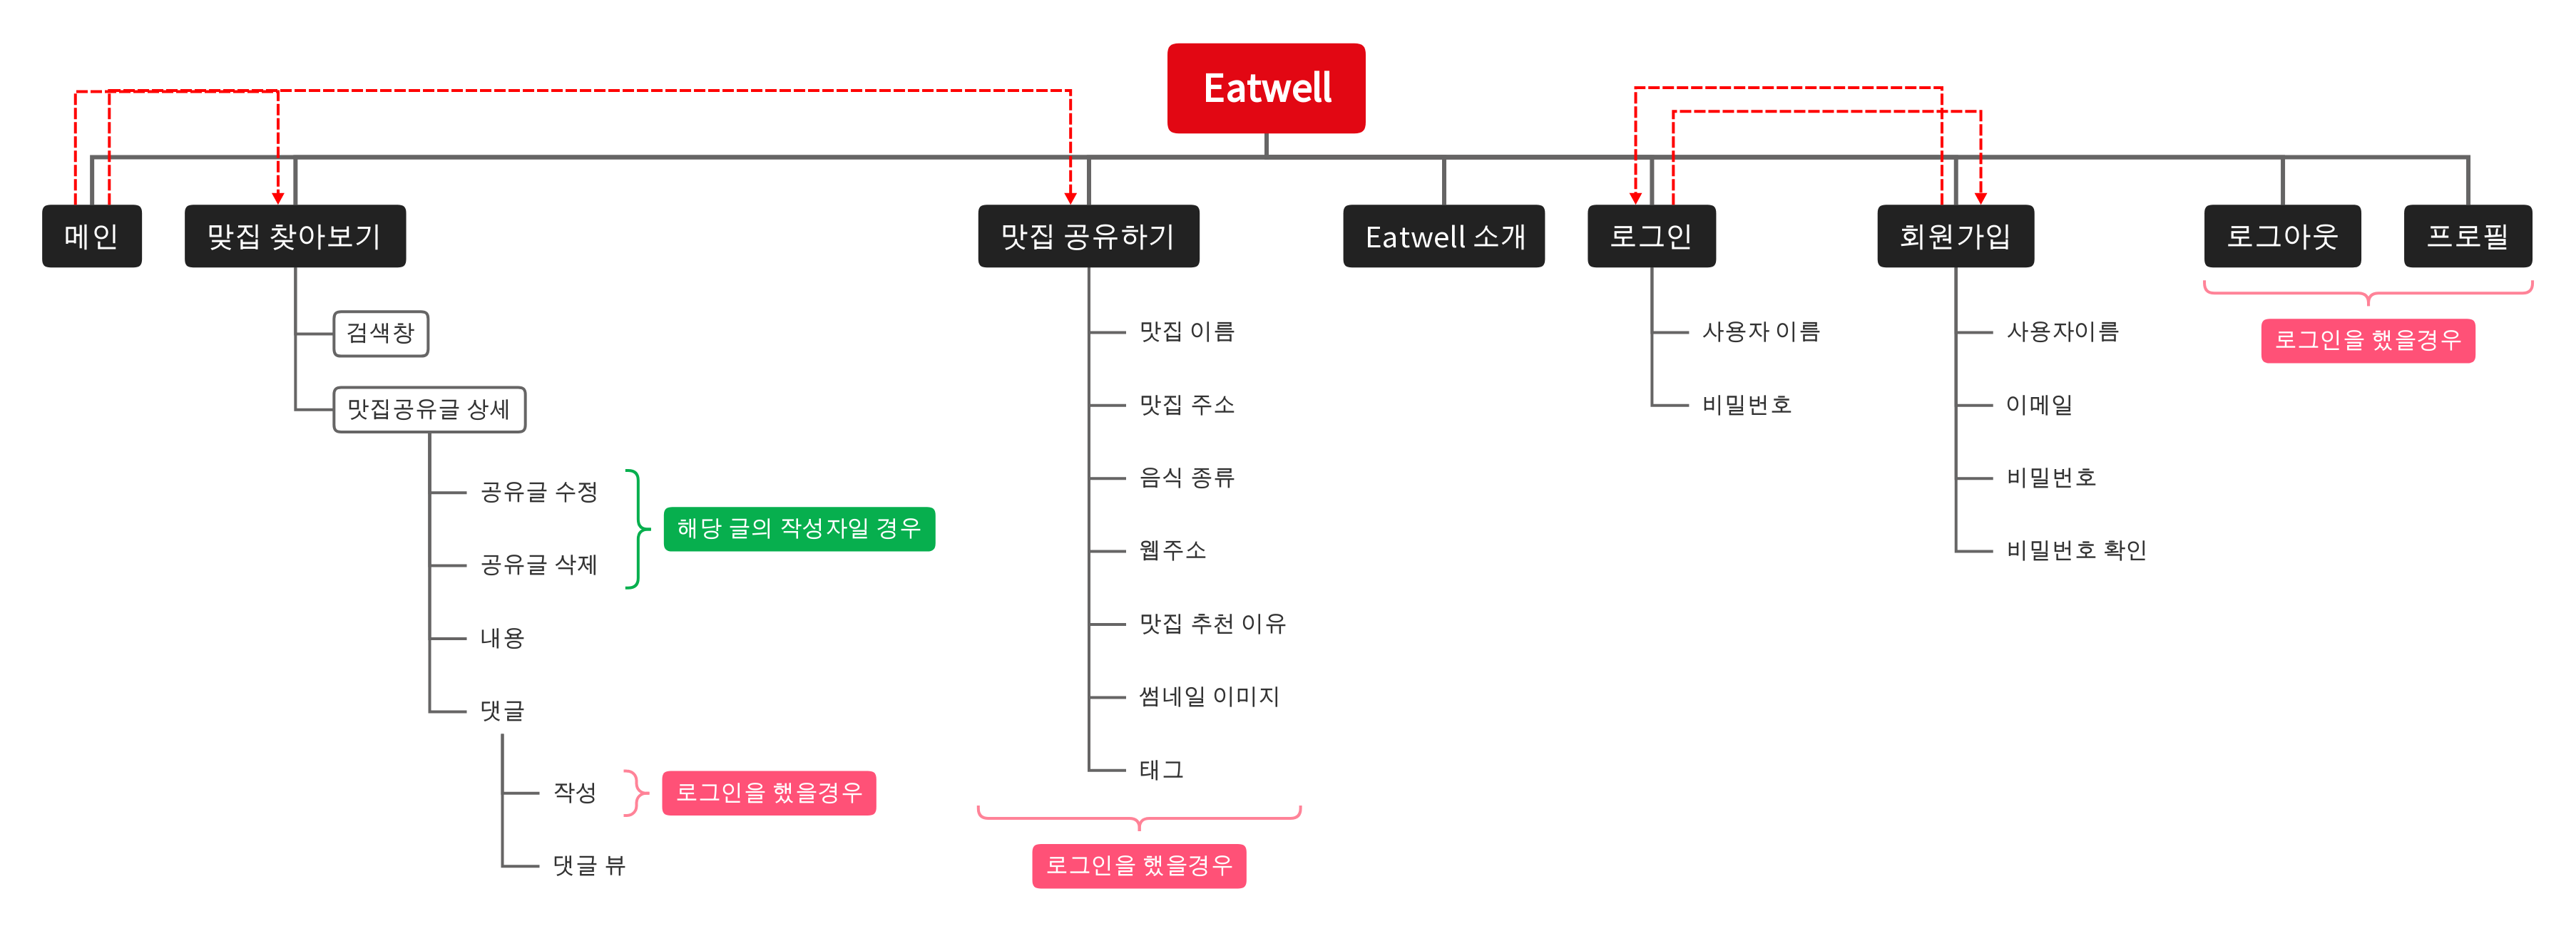 Eatwell
메인
맞집 찾아보기
맛집 공유하기
Eatwell 소개
로그인
회원가입
로그아웃
프로필
검색창
맛집공유글 상세
공유글 수정
공유글 삭제
해당 글의 작성자일 경우
내용
댓글
작성
로그인을 했을경우
댓글 뷰
맛집 이름
맛집 주소
음식 종류
웹주소
맛집 추천 이유
썸네일 이미지
태그
로그인을 했을경우
사용자 이름
비밀번호
사용자이름
이메일
비밀번호
비밀번호 확인
로그인을 했을경우